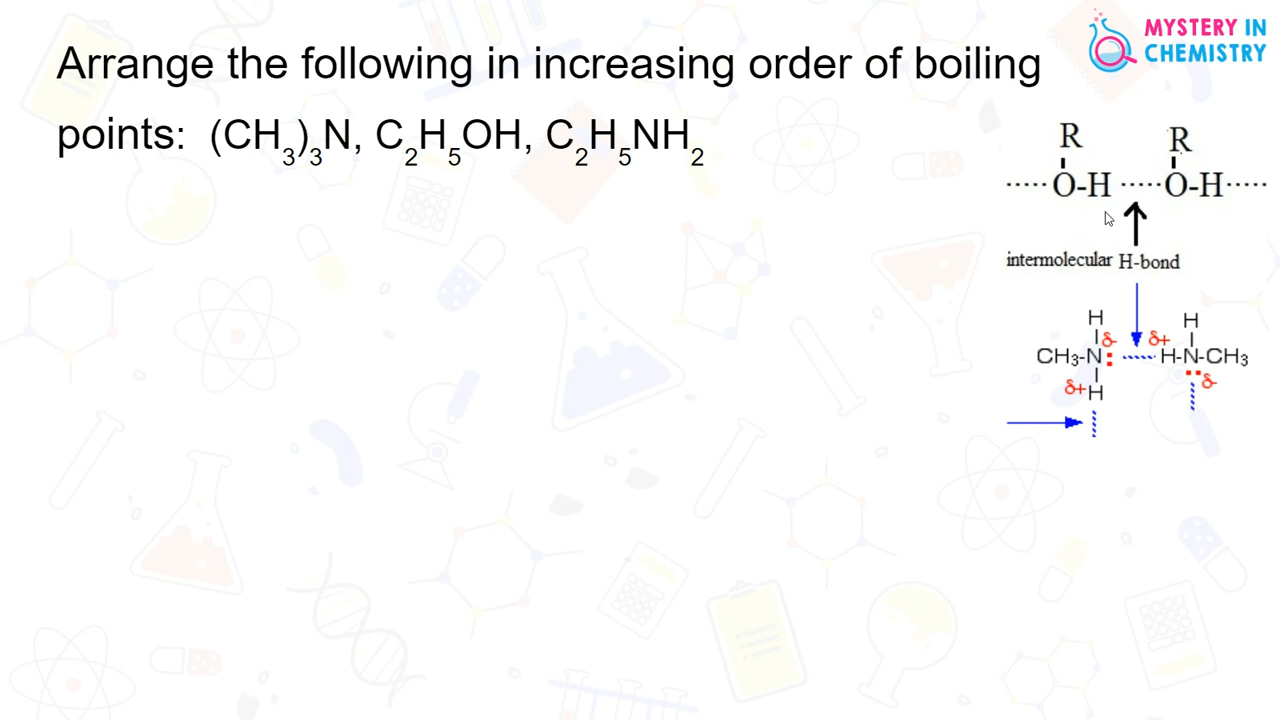 MYSTERY IN
CHEMISTRY
Arrange the following in increasing order of boiling
points: (CH₃)₃N, C₂H₅OH, C₂H₅NH₂
R R
·····O-H·····O-H·····
intermolecular H-bond
H H
δ- δ+
CH₃-N: H-N-CH₃
δ+ H δ-